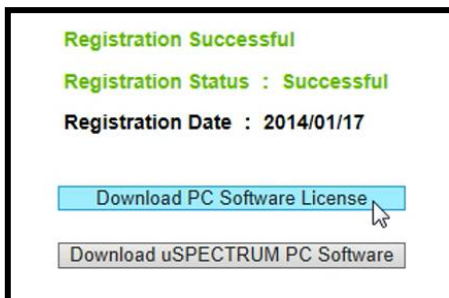 Registration Successful
Registration Status : Successful
Registration Date : 2014/01/17
Download PC Software License
Download uSPECTRUM PC Software